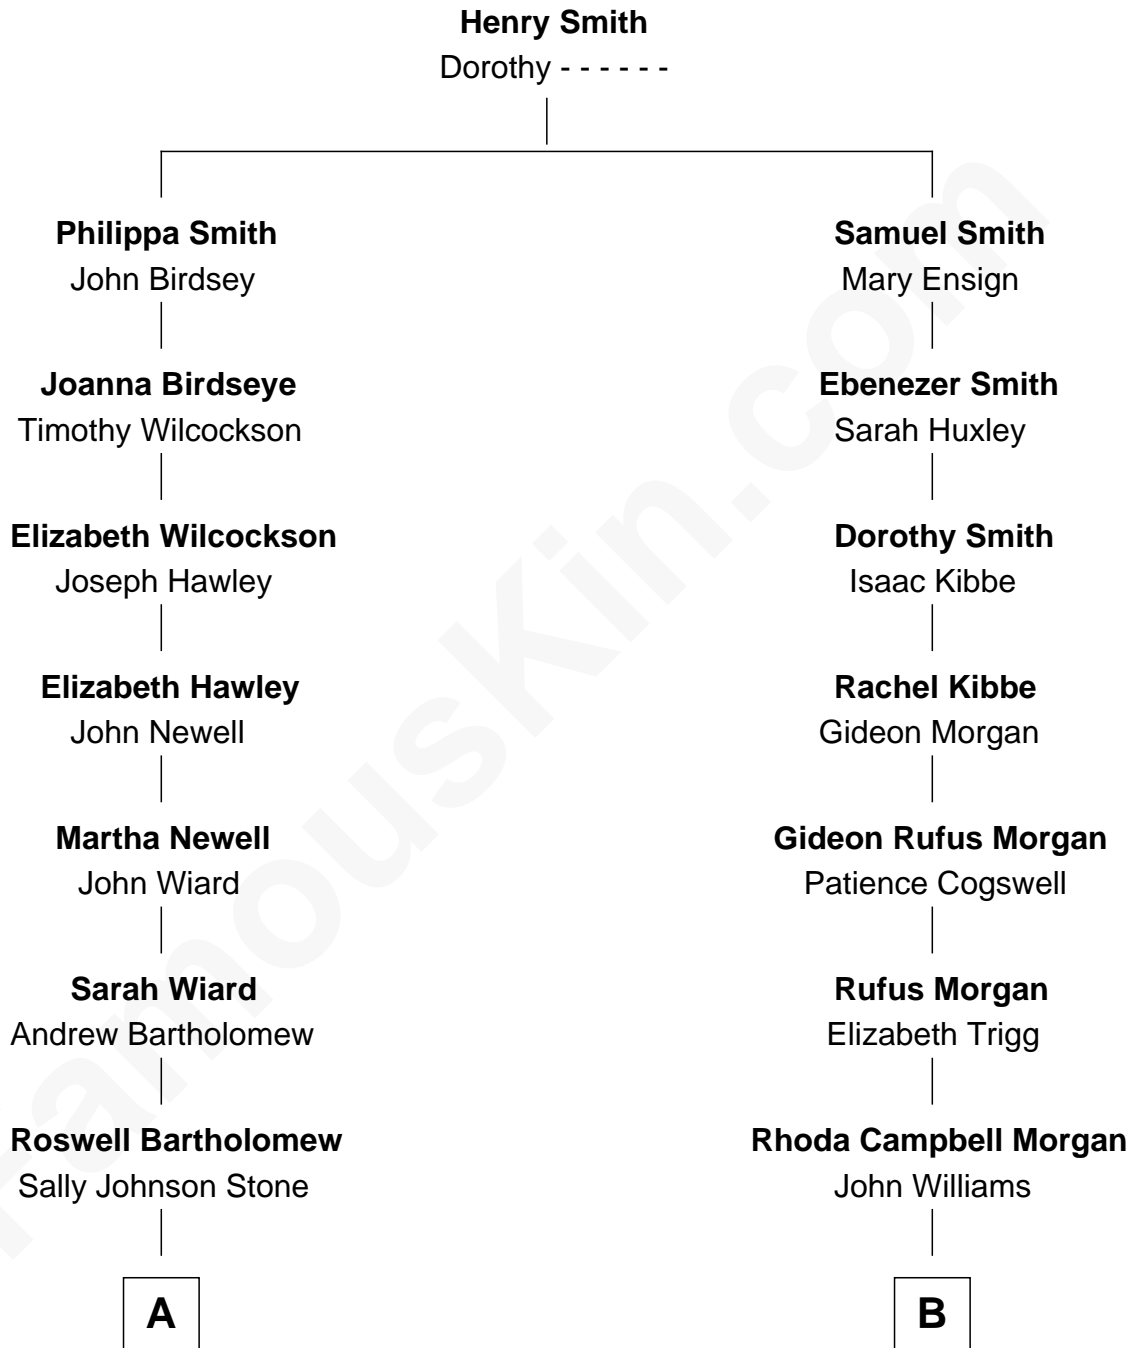 Henry Smith
Dorothy - - - - - -
Philippa Smith
John Birdsey
Samuel Smith
Mary Ensign
Joanna Birdseye
Timothy Wilcockson
Ebenezer Smith
Sarah Huxley
Elizabeth Wilcockson
Joseph Hawley
Dorothy Smith
Isaac Kibbe
Elizabeth Hawley
John Newell
Rachel Kibbe
Gideon Morgan
Martha Newell
John Wiard
Gideon Rufus Morgan
Patience Cogswell
Sarah Wiard
Andrew Bartholomew
Rufus Morgan
Elizabeth Trigg
Roswell Bartholomew
Sally Johnson Stone
Rhoda Campbell Morgan
John Williams
A
B
FamousKin.com